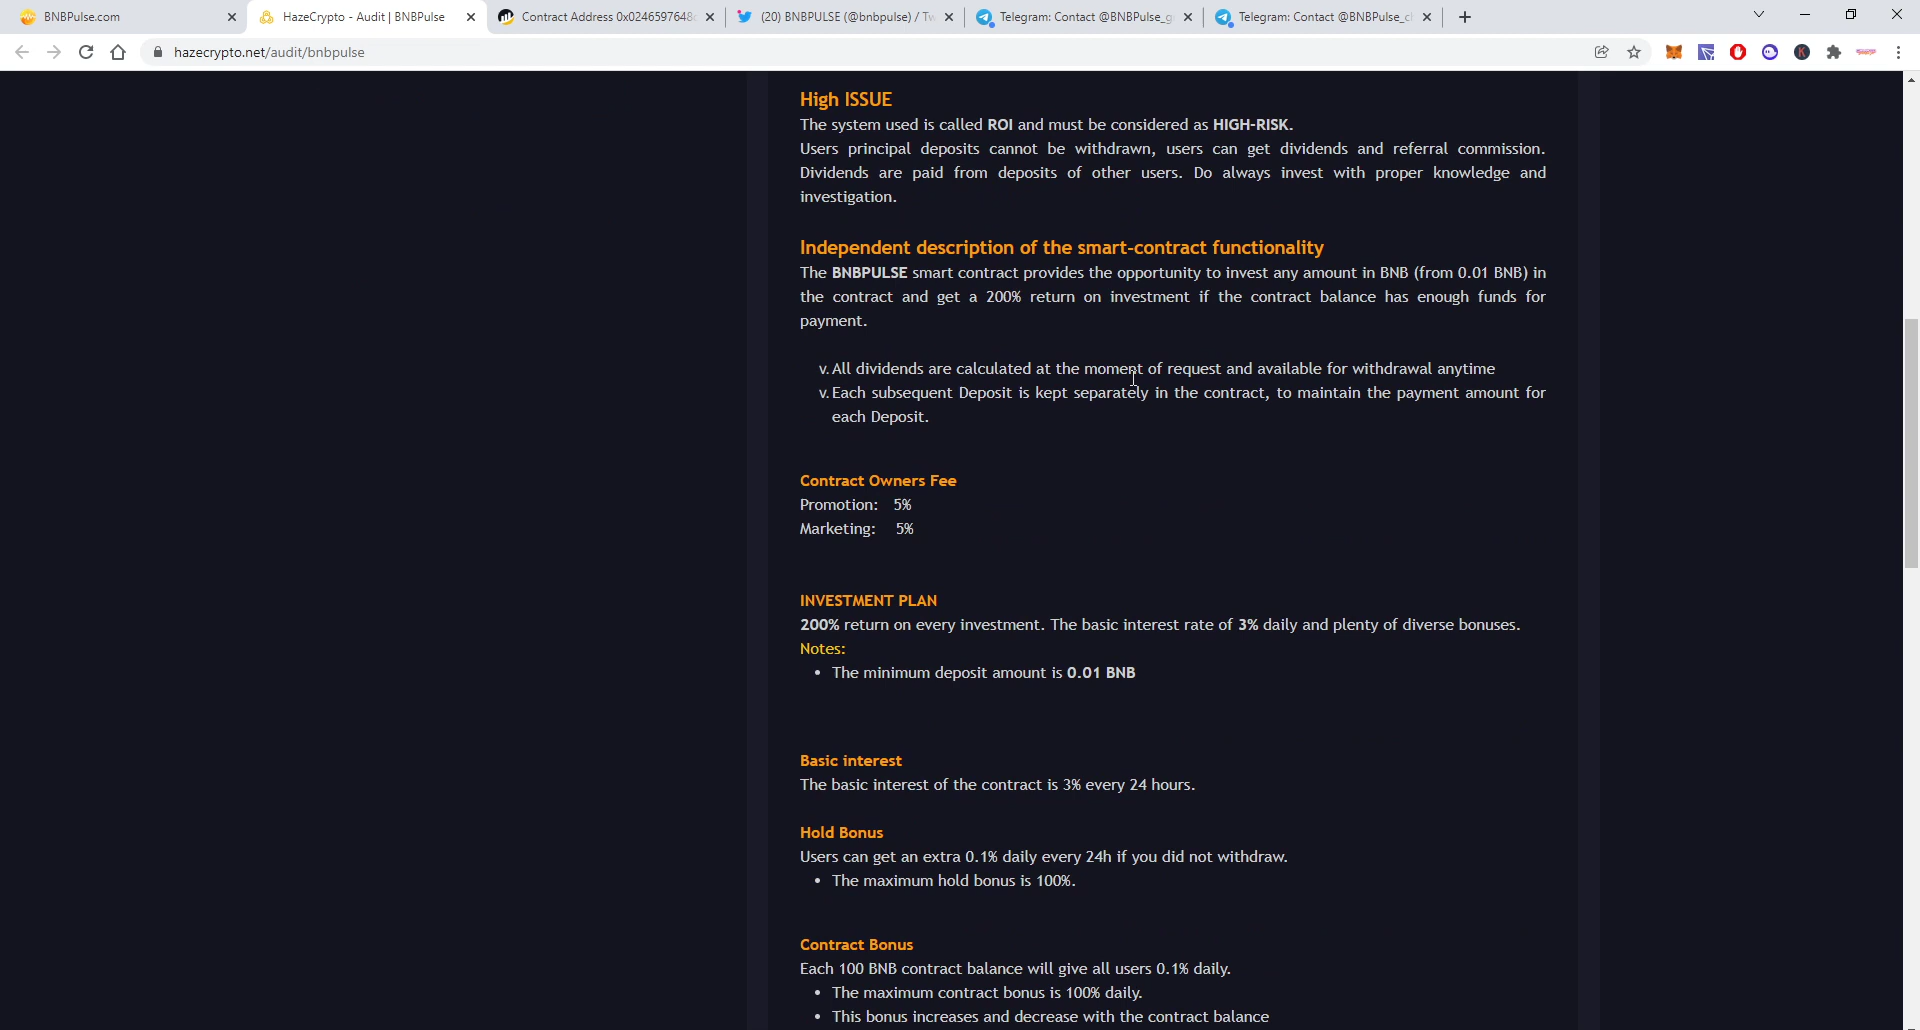 BNBPulse.com
HazeCrypto - Audit | BNBPulse
Contract Address 0x0246597648
(20) BNBPULSE (@bnbpulse) / Tw
Telegram: Contact @BNBPulse_g
Telegram: Contact @BNBPulse_cl
hazecrypto.net/audit/bnbpulse
High ISSUE
The system used is called ROI and must be considered as HIGH-RISK.
Users principal deposits cannot be withdrawn, users can get dividends and referral commission.
Dividends are paid from deposits of other users. Do always invest with proper knowledge and
investigation.
Independent description of the smart-contract functionality
The BNBPULSE smart contract provides the opportunity to invest any amount in BNB (from 0.01 BNB) in
the contract and get a 200% return on investment if the contract balance has enough funds for
payment.
v. All dividends are calculated at the moment of request and available for withdrawal anytime
v. Each subsequent Deposit is kept separately in the contract, to maintain the payment amount for
each Deposit.
Contract Owners Fee
Promotion: 5%
Marketing: 5%
INVESTMENT PLAN
200% return on every investment. The basic interest rate of 3% daily and plenty of diverse bonuses.
Notes:
• The minimum deposit amount is 0.01 BNB
Basic interest
The basic interest of the contract is 3% every 24 hours.
Hold Bonus
Users can get an extra 0.1% daily every 24h if you did not withdraw.
• The maximum hold bonus is 100%.
Contract Bonus
Each 100 BNB contract balance will give all users 0.1% daily.
• The maximum contract bonus is 100% daily.
• This bonus increases and decrease with the contract balance